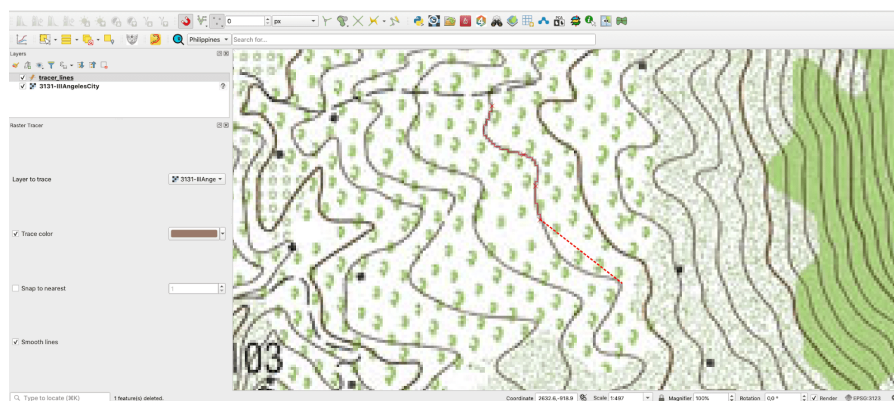 0
px
Philippines
Search for...
Layers
tracer_lines
3131-IIIAngelesCity
?
Raster Tracer
Layer to trace
3131-IIIAnge
Trace color
Snap to nearest
1
Smooth lines
103
Type to locate (⌘K)
1 feature(s) deleted.
Coordinate
2632.6,-918.9
Scale
1:497
Magnifier
100%
Rotation
0,0 °
Render
EPSG:3123